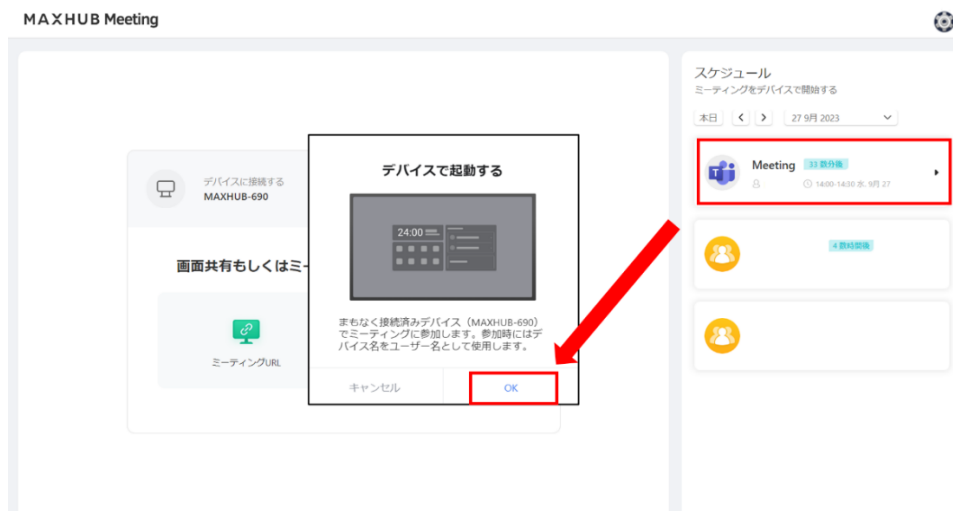 MAXHUB Meeting
デバイスに接続する
MAXHUB-690
画面共有もしくはミー
ミーティングURL
デバイスで起動する
24:00
まもなく接続済みデバイス（MAXHUB-690）
でミーティングに参加します。参加時にはデ
バイス名をユーザー名として使用します。
キャンセル
OK
スケジュール
ミーティングをデバイスで開始する
本日
27 9月 2023
Meeting 33 数分後
14:00-14:30 水, 9月 27
4 数時間後